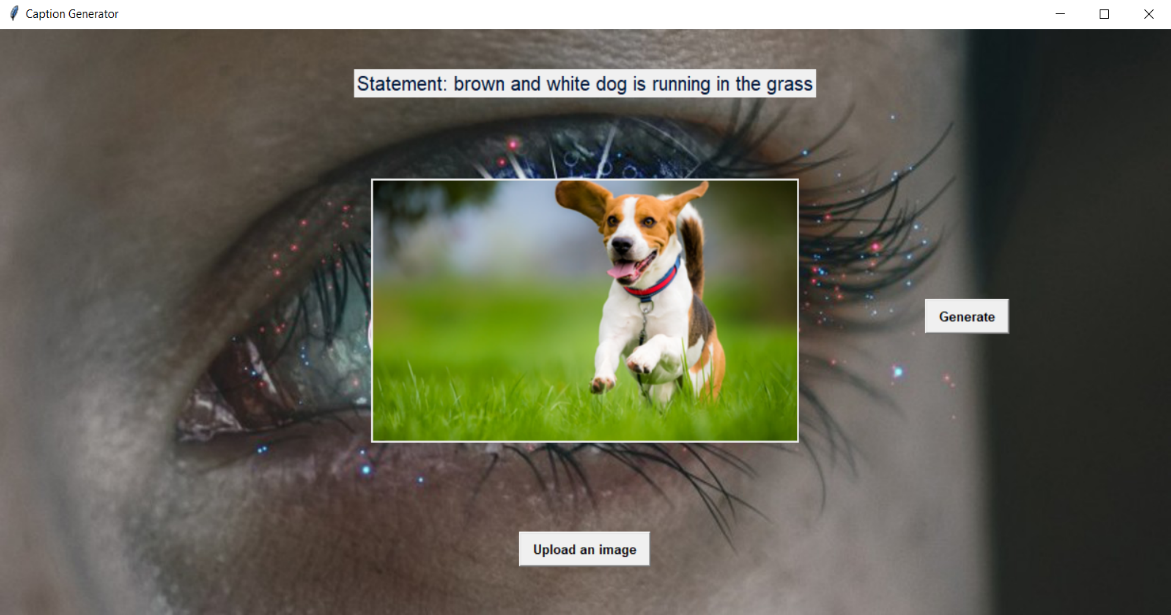 Caption Generator
Statement: brown and white dog is running in the grass
Generate
Upload an image